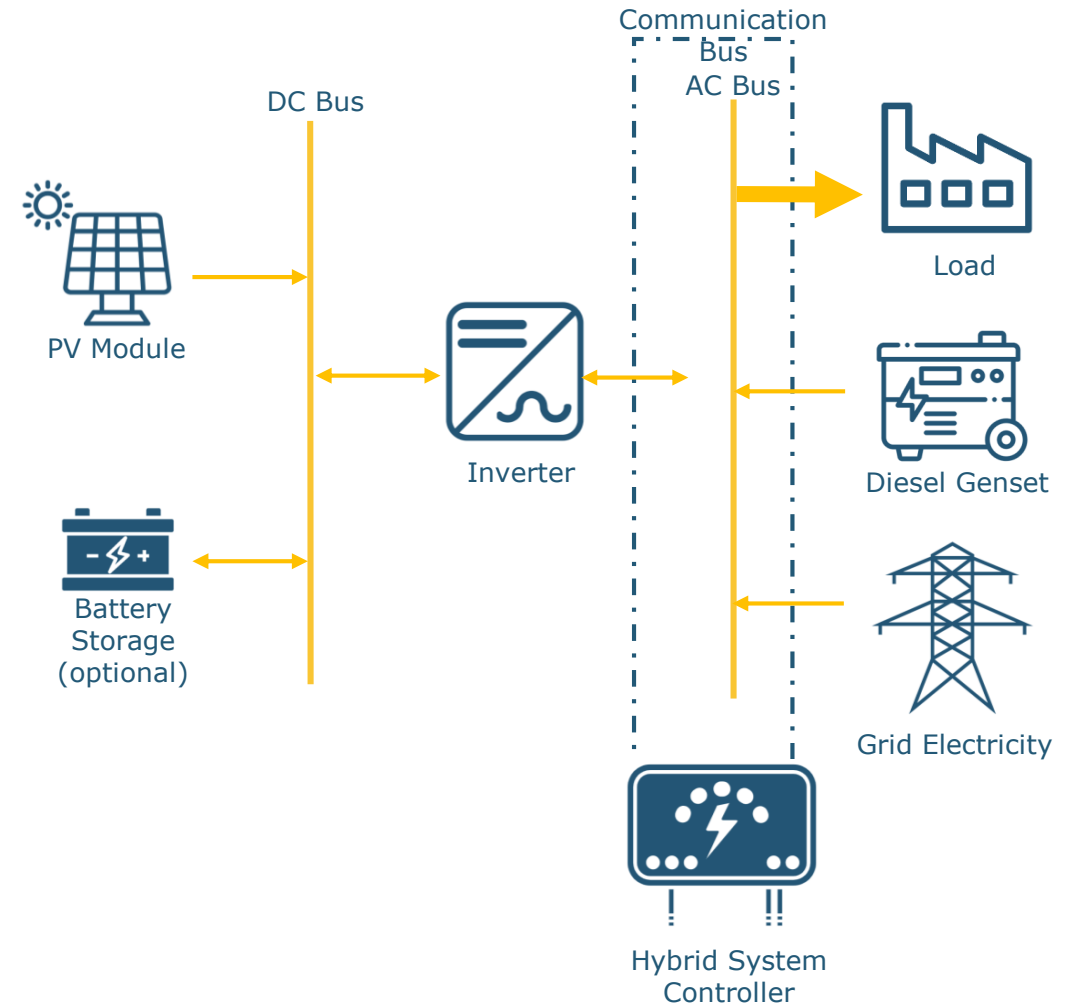 Communication
Bus
AC Bus
DC Bus
Load
PV Module
Inverter
Diesel Genset
Battery
Storage
(optional)
Grid Electricity
Hybrid System
Controller